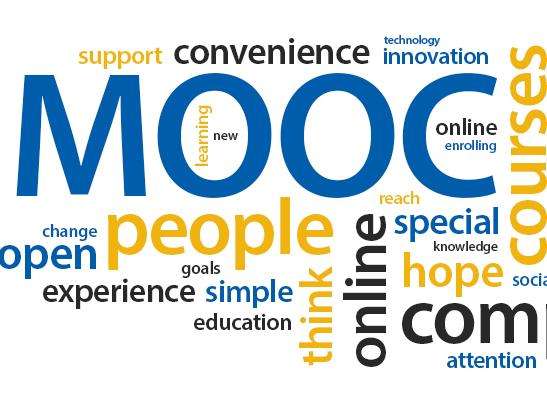 technology
support
convenience
innovation
MOOC
courses
learning
new
online
enrolling
reach
people
special
change
open
knowledge
goals
think
online
hope
experience
simple
education
attention